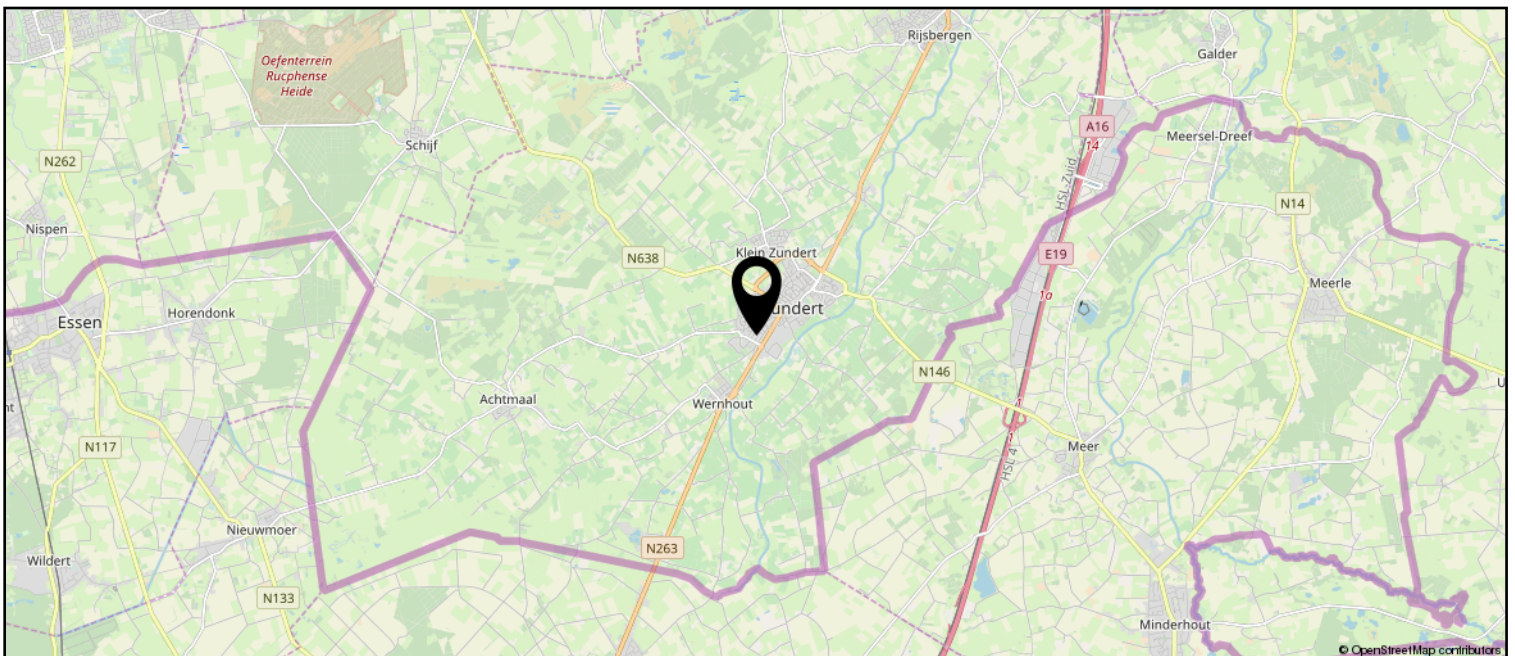 Rijsbergen
Galder
Oefenterrein
Rucphense
Heide
A16
14
Meersel-Dreef
Schijf
N262
HSL-Zuid
N14
Nispen
Klein Zundert
E19
N638
1a
Meerle
Horendonk
undert
Essen
N146
Achtmaal
Wernhout
1
N117
1
Meer
HSL 4
Nieuwmoer
N263
Wildert
N133
Minderhout
© OpenStreetMap contributors